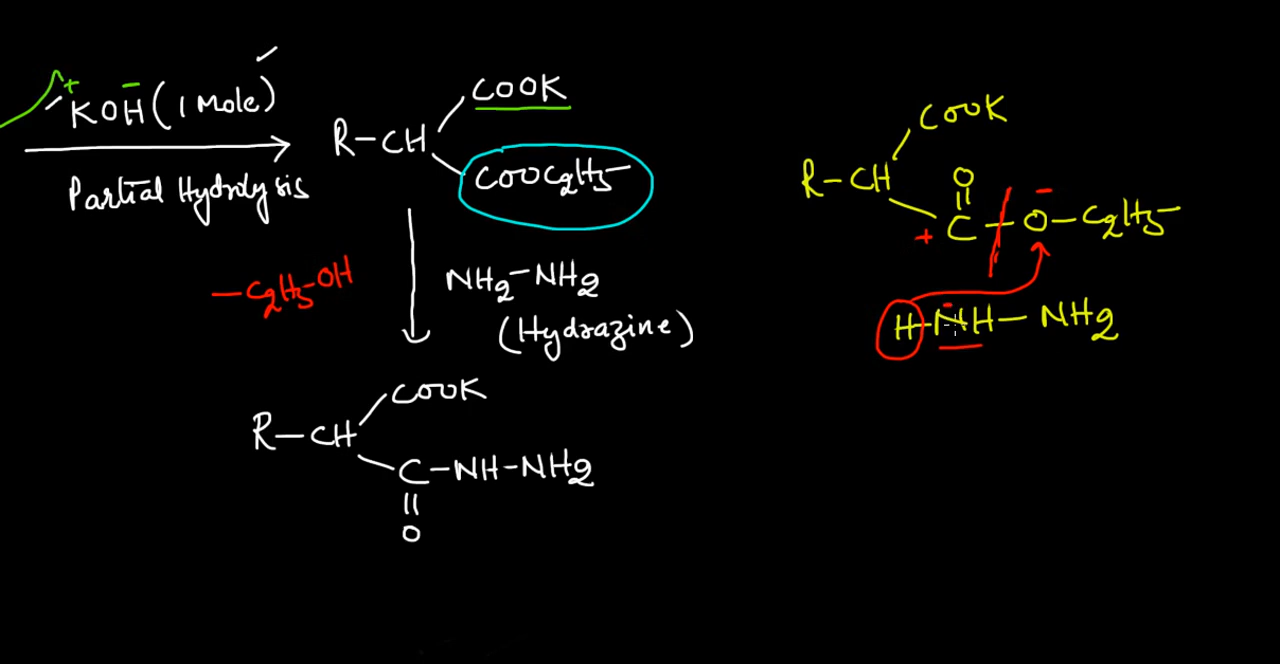 K⁺ OH⁻ (1 Mole)
Partial Hydrolysis
R-CH
COOK
COOC2H5
-C2H5-OH
NH2-NH2
(Hydrazine)
R-CH
COOK
C-NH-NH2
O
COOK
R-CH
O
+ C-O⁻-C2H5
H-NH-NH2